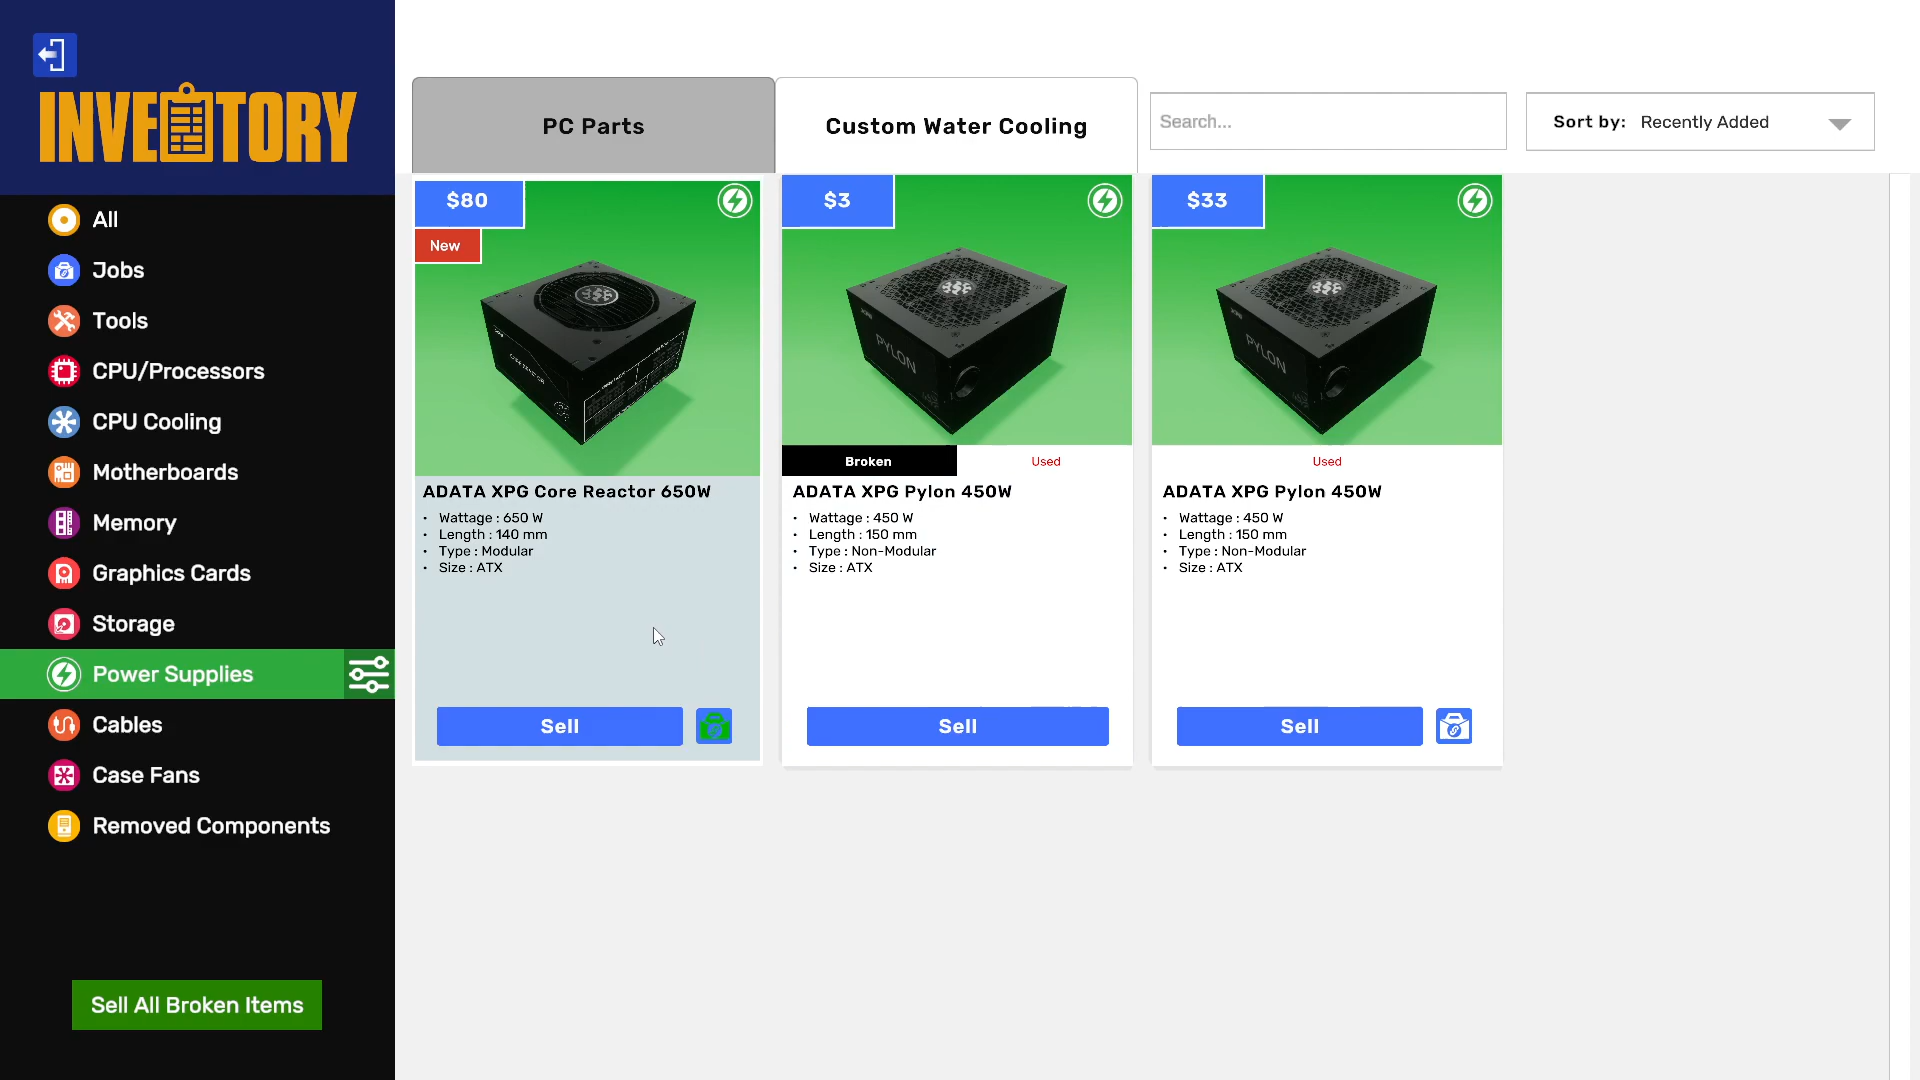 INVENTORY
PC Parts
Custom Water Cooling
Search...
Sort by: Recently Added
All
Jobs
Tools
CPU/Processors
CPU Cooling
Motherboards
Memory
Graphics Cards
Storage
Power Supplies
Cables
Case Fans
Removed Components
Sell All Broken Items
$80
New
CORE REACTOR
ADATA XPG Core Reactor 650W
• Wattage : 650 W
• Length : 140 mm
• Type : Modular
• Size : ATX
Sell
$3
PYLON
Broken
Used
ADATA XPG Pylon 450W
• Wattage : 450 W
• Length : 150 mm
• Type : Non-Modular
• Size : ATX
Sell
$33
PYLON
Used
ADATA XPG Pylon 450W
• Wattage : 450 W
• Length : 150 mm
• Type : Non-Modular
• Size : ATX
Sell